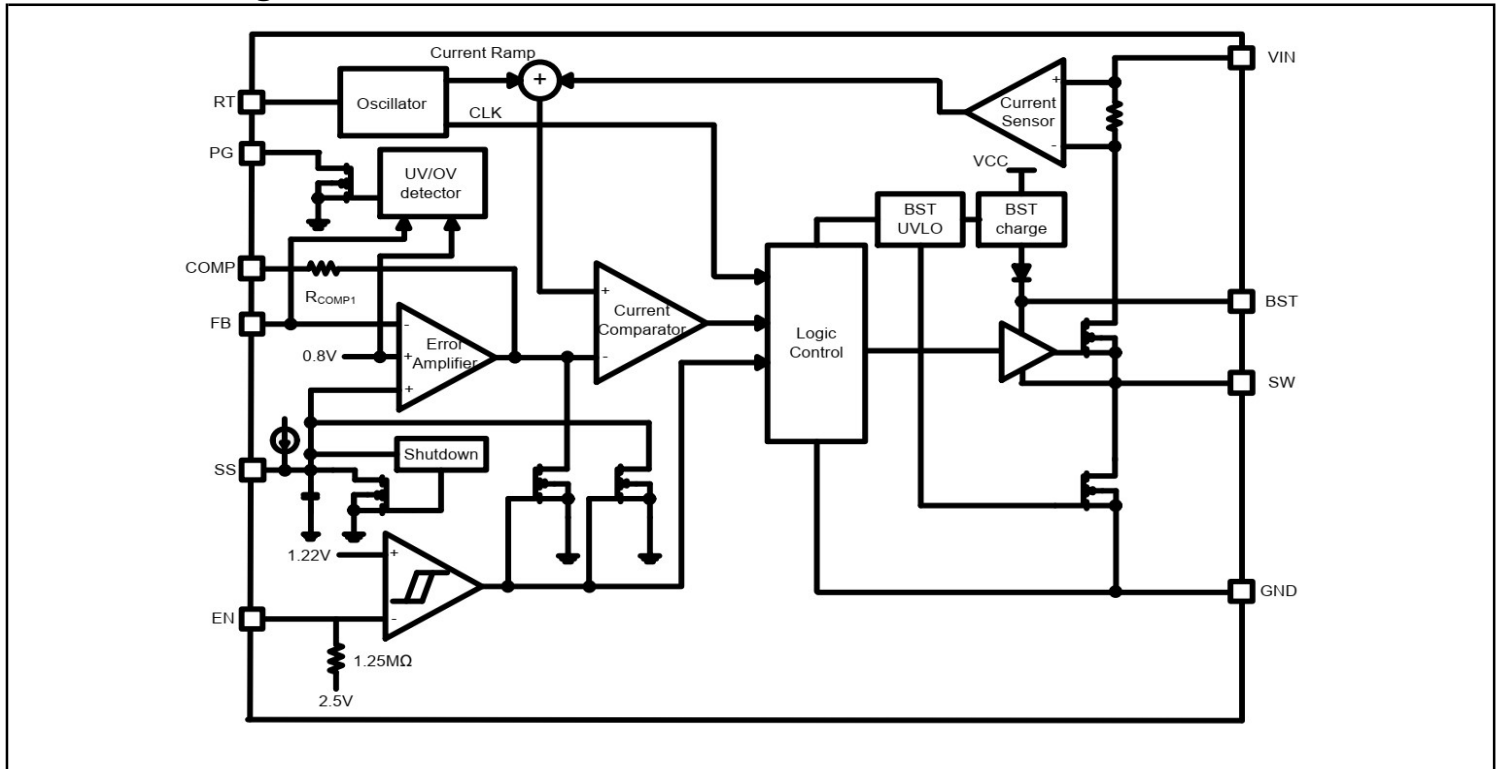 Current Ramp
+
VIN
RT
Oscillator
+
Current
Sensor
-
CLK
PG
UV/OV
detector
VCC
BST
UVLO
BST
charge
COMP
RCOMP1
+
Current
Comparator
-
BST
FB
-
0.8V
+
Error
Amplifier
+
Logic
Control
SW
SS
Shutdown
1.22V
+
EN
-
1.25MΩ
2.5V
GND